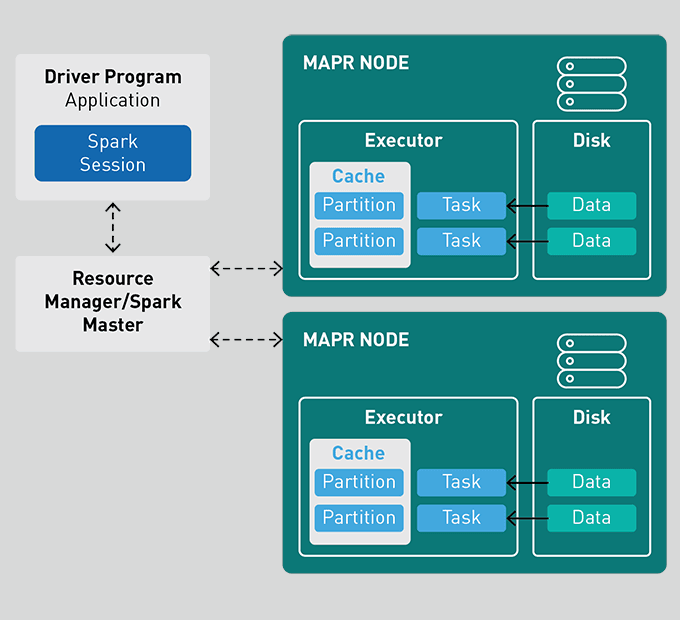 Driver Program
Application
Spark
Session
Resource
Manager/Spark
Master
MAPR NODE
Executor
Disk
Cache
Partition
Task
Data
Partition
Task
Data
MAPR NODE
Executor
Disk
Cache
Partition
Task
Data
Partition
Task
Data